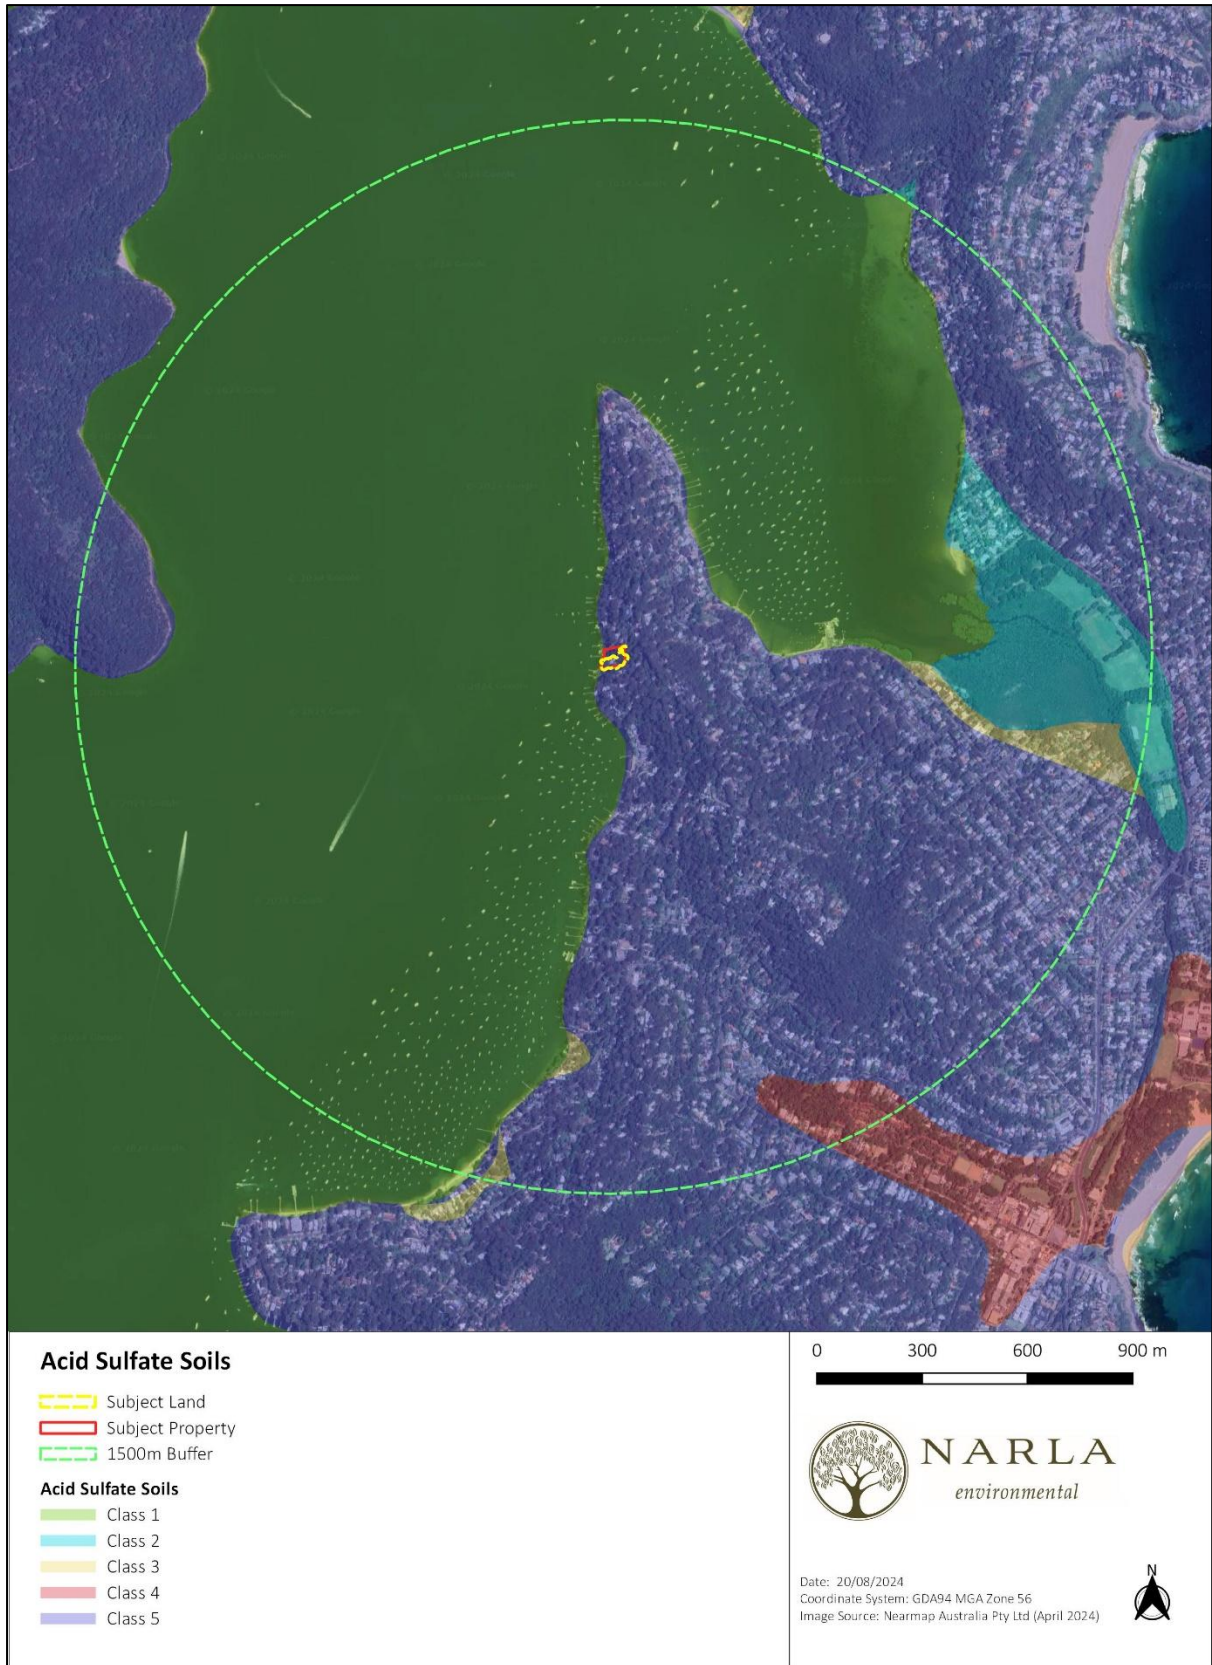 Acid Sulfate Soils
Subject Land
Subject Property
1500m Buffer
Acid Sulfate Soils
Class 1
Class 2
Class 3
Class 4
Class 5
0 300 600 900 m
NARLA
environmental
N
Date: 20/08/2024
Coordinate System: GDA94 MGA Zone 56
Image Source: Nearmap Australia Pty Ltd (April 2024)